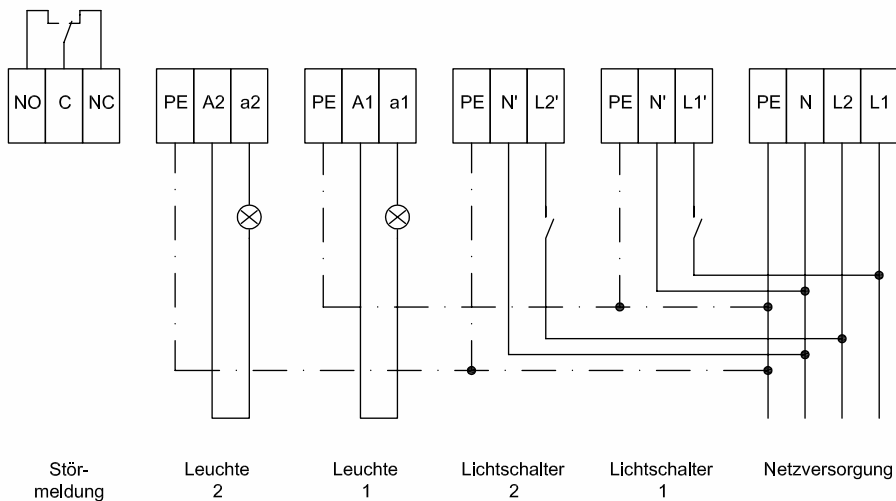 NO C NC PE A2 a2 PE A1 a1 PE N' L2' PE N' L1' PE N L2 L1
Stör- Leuchte Leuchte Lichtschalter Lichtschalter Netzversorgung
meldung 2 1 2 1